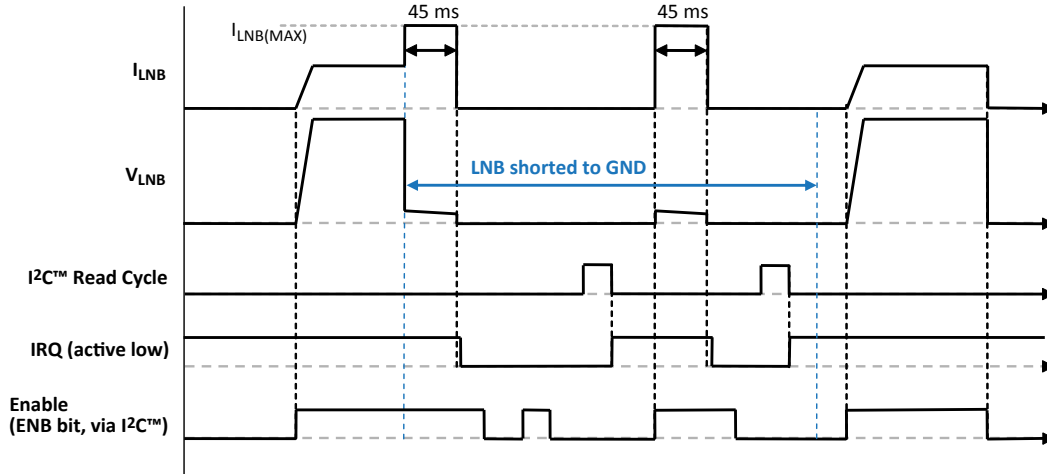 45 ms
45 ms
ILNB(MAX)
ILNB
VLNB
LNB shorted to GND
I²C™ Read Cycle
IRQ (active low)
Enable
(ENB bit, via I²C™)